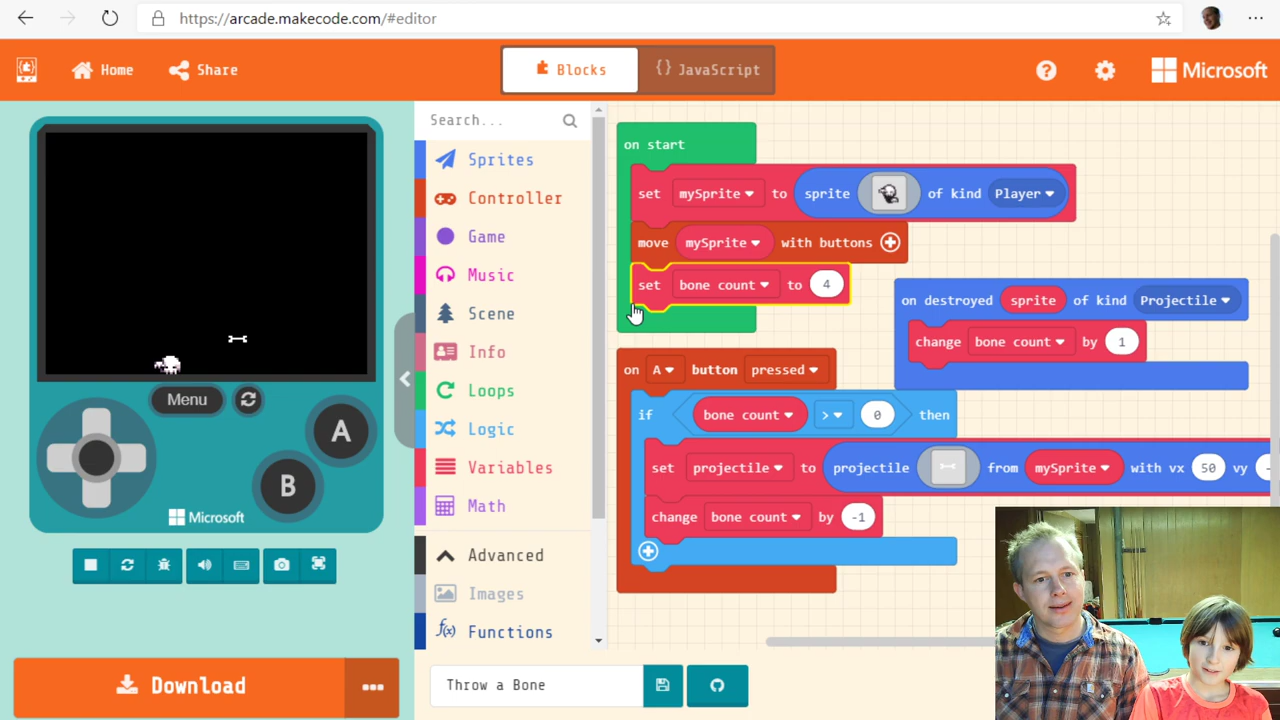 https://arcade.makecode.com/#editor
Home
Share
Blocks
{} JavaScript
Microsoft
Search...
Sprites
Controller
Game
Music
Scene
Info
Loops
Logic
Variables
Math
Advanced
Images
f(x) Functions
Menu
A
B
Microsoft
Download
on start
set mySprite to sprite of kind Player
move mySprite with buttons
set bone count to 4
on destroyed sprite of kind Projectile
change bone count by 1
on A button pressed
if bone count > 0 then
set projectile to projectile from mySprite with vx 50 vy -
change bone count by -1
Throw a Bone